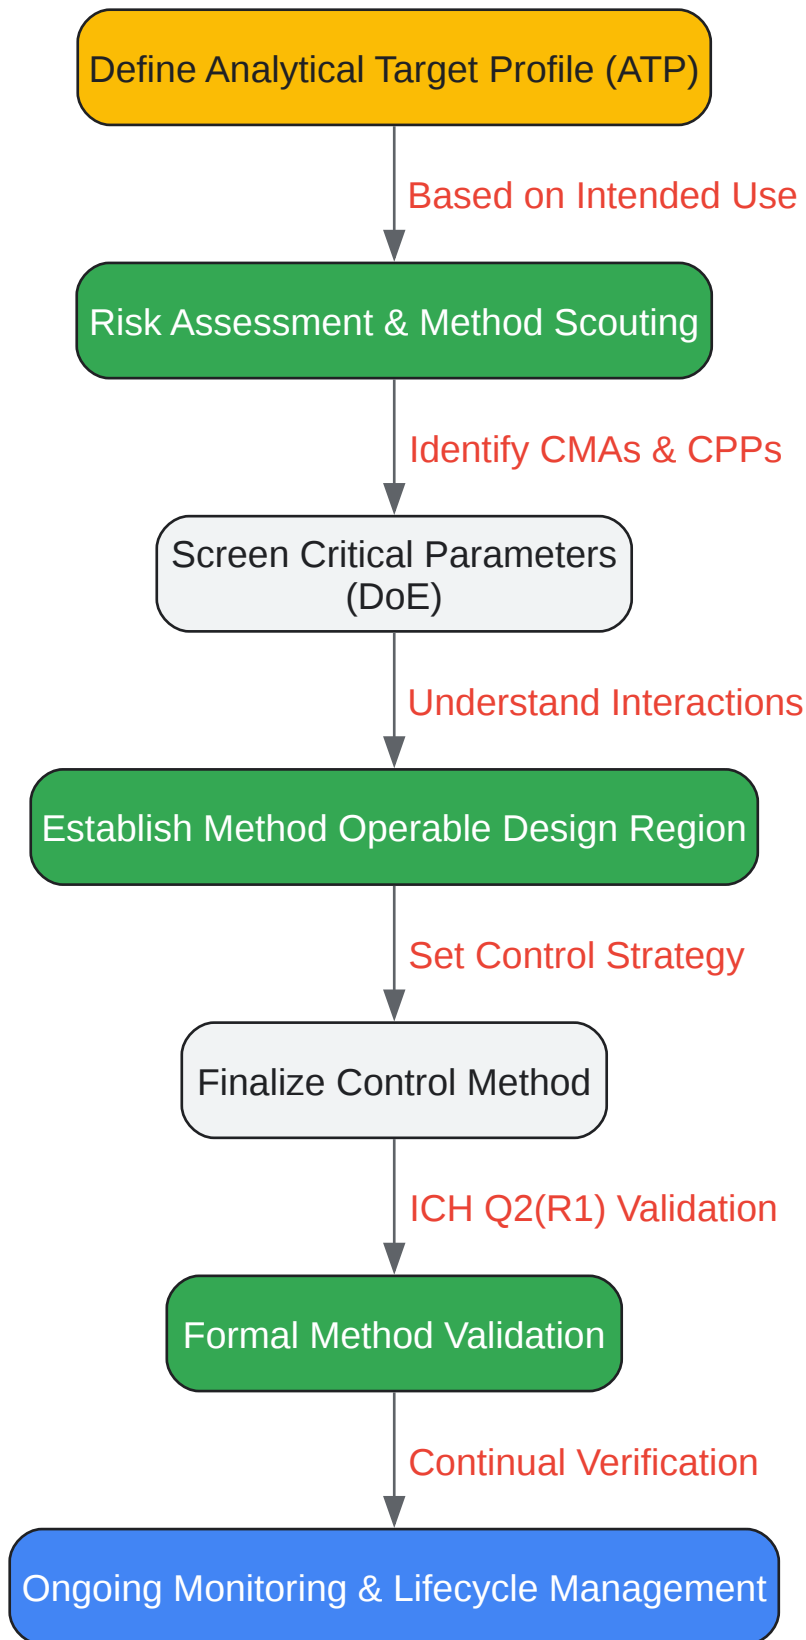 Define Analytical Target Profile (ATP)
Based on Intended Use
Risk Assessment & Method Scouting
Identify CMAs & CPPs
Screen Critical Parameters
(DoE)
Understand Interactions
Establish Method Operable Design Region
Set Control Strategy
Finalize Control Method
ICH Q2(R1) Validation
Formal Method Validation
Continual Verification
Ongoing Monitoring & Lifecycle Management